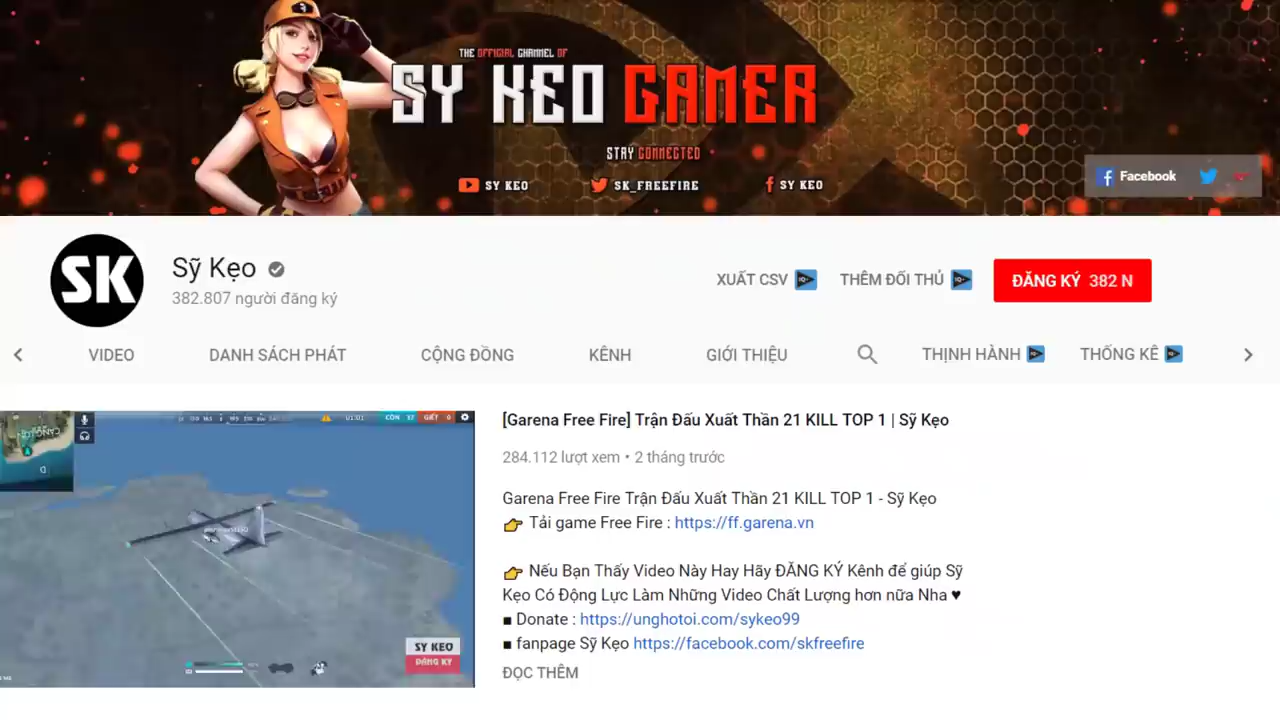 THE OFFICIAL CHANNEL OF
SY KEO GAMER
STAY CONNECTED
SY KEO
SK_FREEFIRE
SY KEO
Facebook
SK
Sỹ Kẹo
382.807 người đăng ký
XUẤT CSV
THÊM ĐỐI THỦ
ĐĂNG KÝ 382 N
VIDEO
DANH SÁCH PHÁT
CỘNG ĐỒNG
KÊNH
GIỚI THIỆU
THỊNH HÀNH
THỐNG KÊ
CÒN 37
GIẾT 0
[Garena Free Fire] Trận Đấu Xuất Thần 21 KILL TOP 1 | Sỹ Kẹo
284.112 lượt xem • 2 tháng trước
Garena Free Fire Trận Đấu Xuất Thần 21 KILL TOP 1 - Sỹ Kẹo
👉 Tải game Free Fire : https://ff.garena.vn
👉 Nếu Bạn Thấy Video Này Hay Hãy ĐĂNG KÝ Kênh để giúp Sỹ
Kẹo Có Động Lực Làm Những Video Chất Lượng hơn nữa Nha ♥
■ Donate : https://unghotoi.com/sykeo99
■ fanpage Sỹ Kẹo https://facebook.com/skfreefire
ĐỌC THÊM
SY KEO
ĐĂNG KÝ